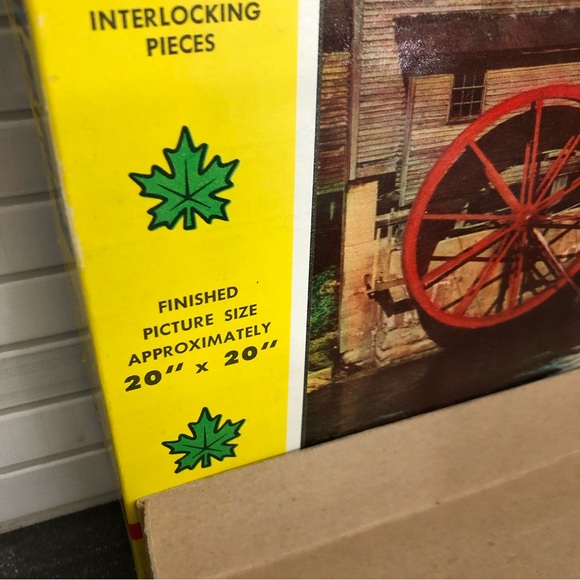 INTERLOCKING
PIECES
FINISHED
PICTURE SIZE
APPROXIMATELY
20" x 20"